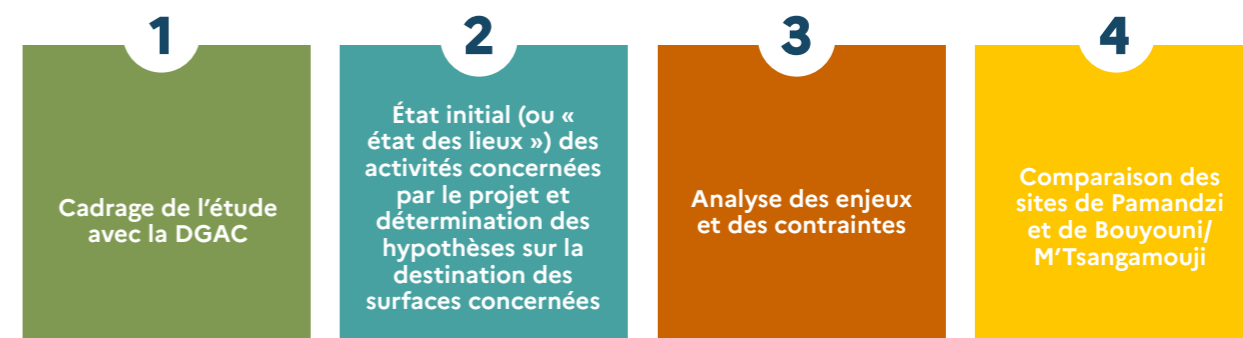 1
Cadrage de l’étude
avec la DGAC
2
État initial (ou «
état des lieux ») des
activités concernées
par le projet et
détermination des
hypothèses sur la
destination des
surfaces concernées
3
Analyse des enjeux
et des contraintes
4
Comparaison des
sites de Pamandzi
et de Bouyouni/
M’Tsangamouji